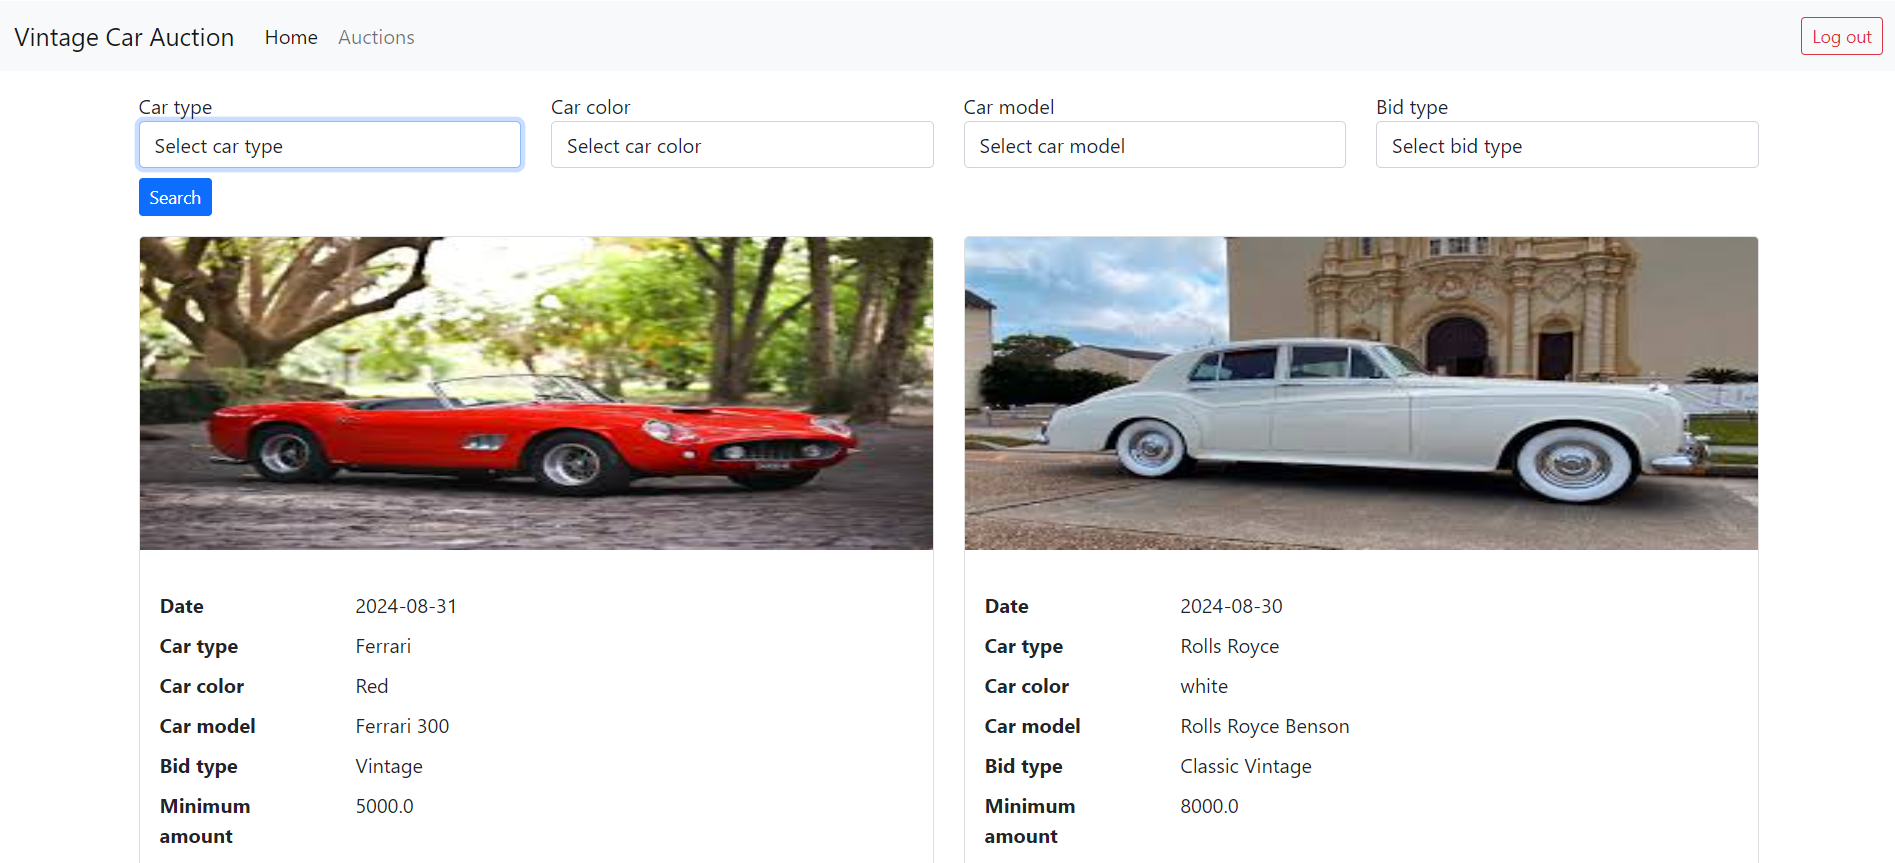 Vintage Car Auction Home Auctions Log out
Car type Car color Car model Bid type
Select car type Select car color Select car model Select bid type
Search
Date 2024-08-31
Car type Ferrari
Car color Red
Car model Ferrari 300
Bid type Vintage
Minimum amount 5000.0
Date 2024-08-30
Car type Rolls Royce
Car color white
Car model Rolls Royce Benson
Bid type Classic Vintage
Minimum amount 8000.0